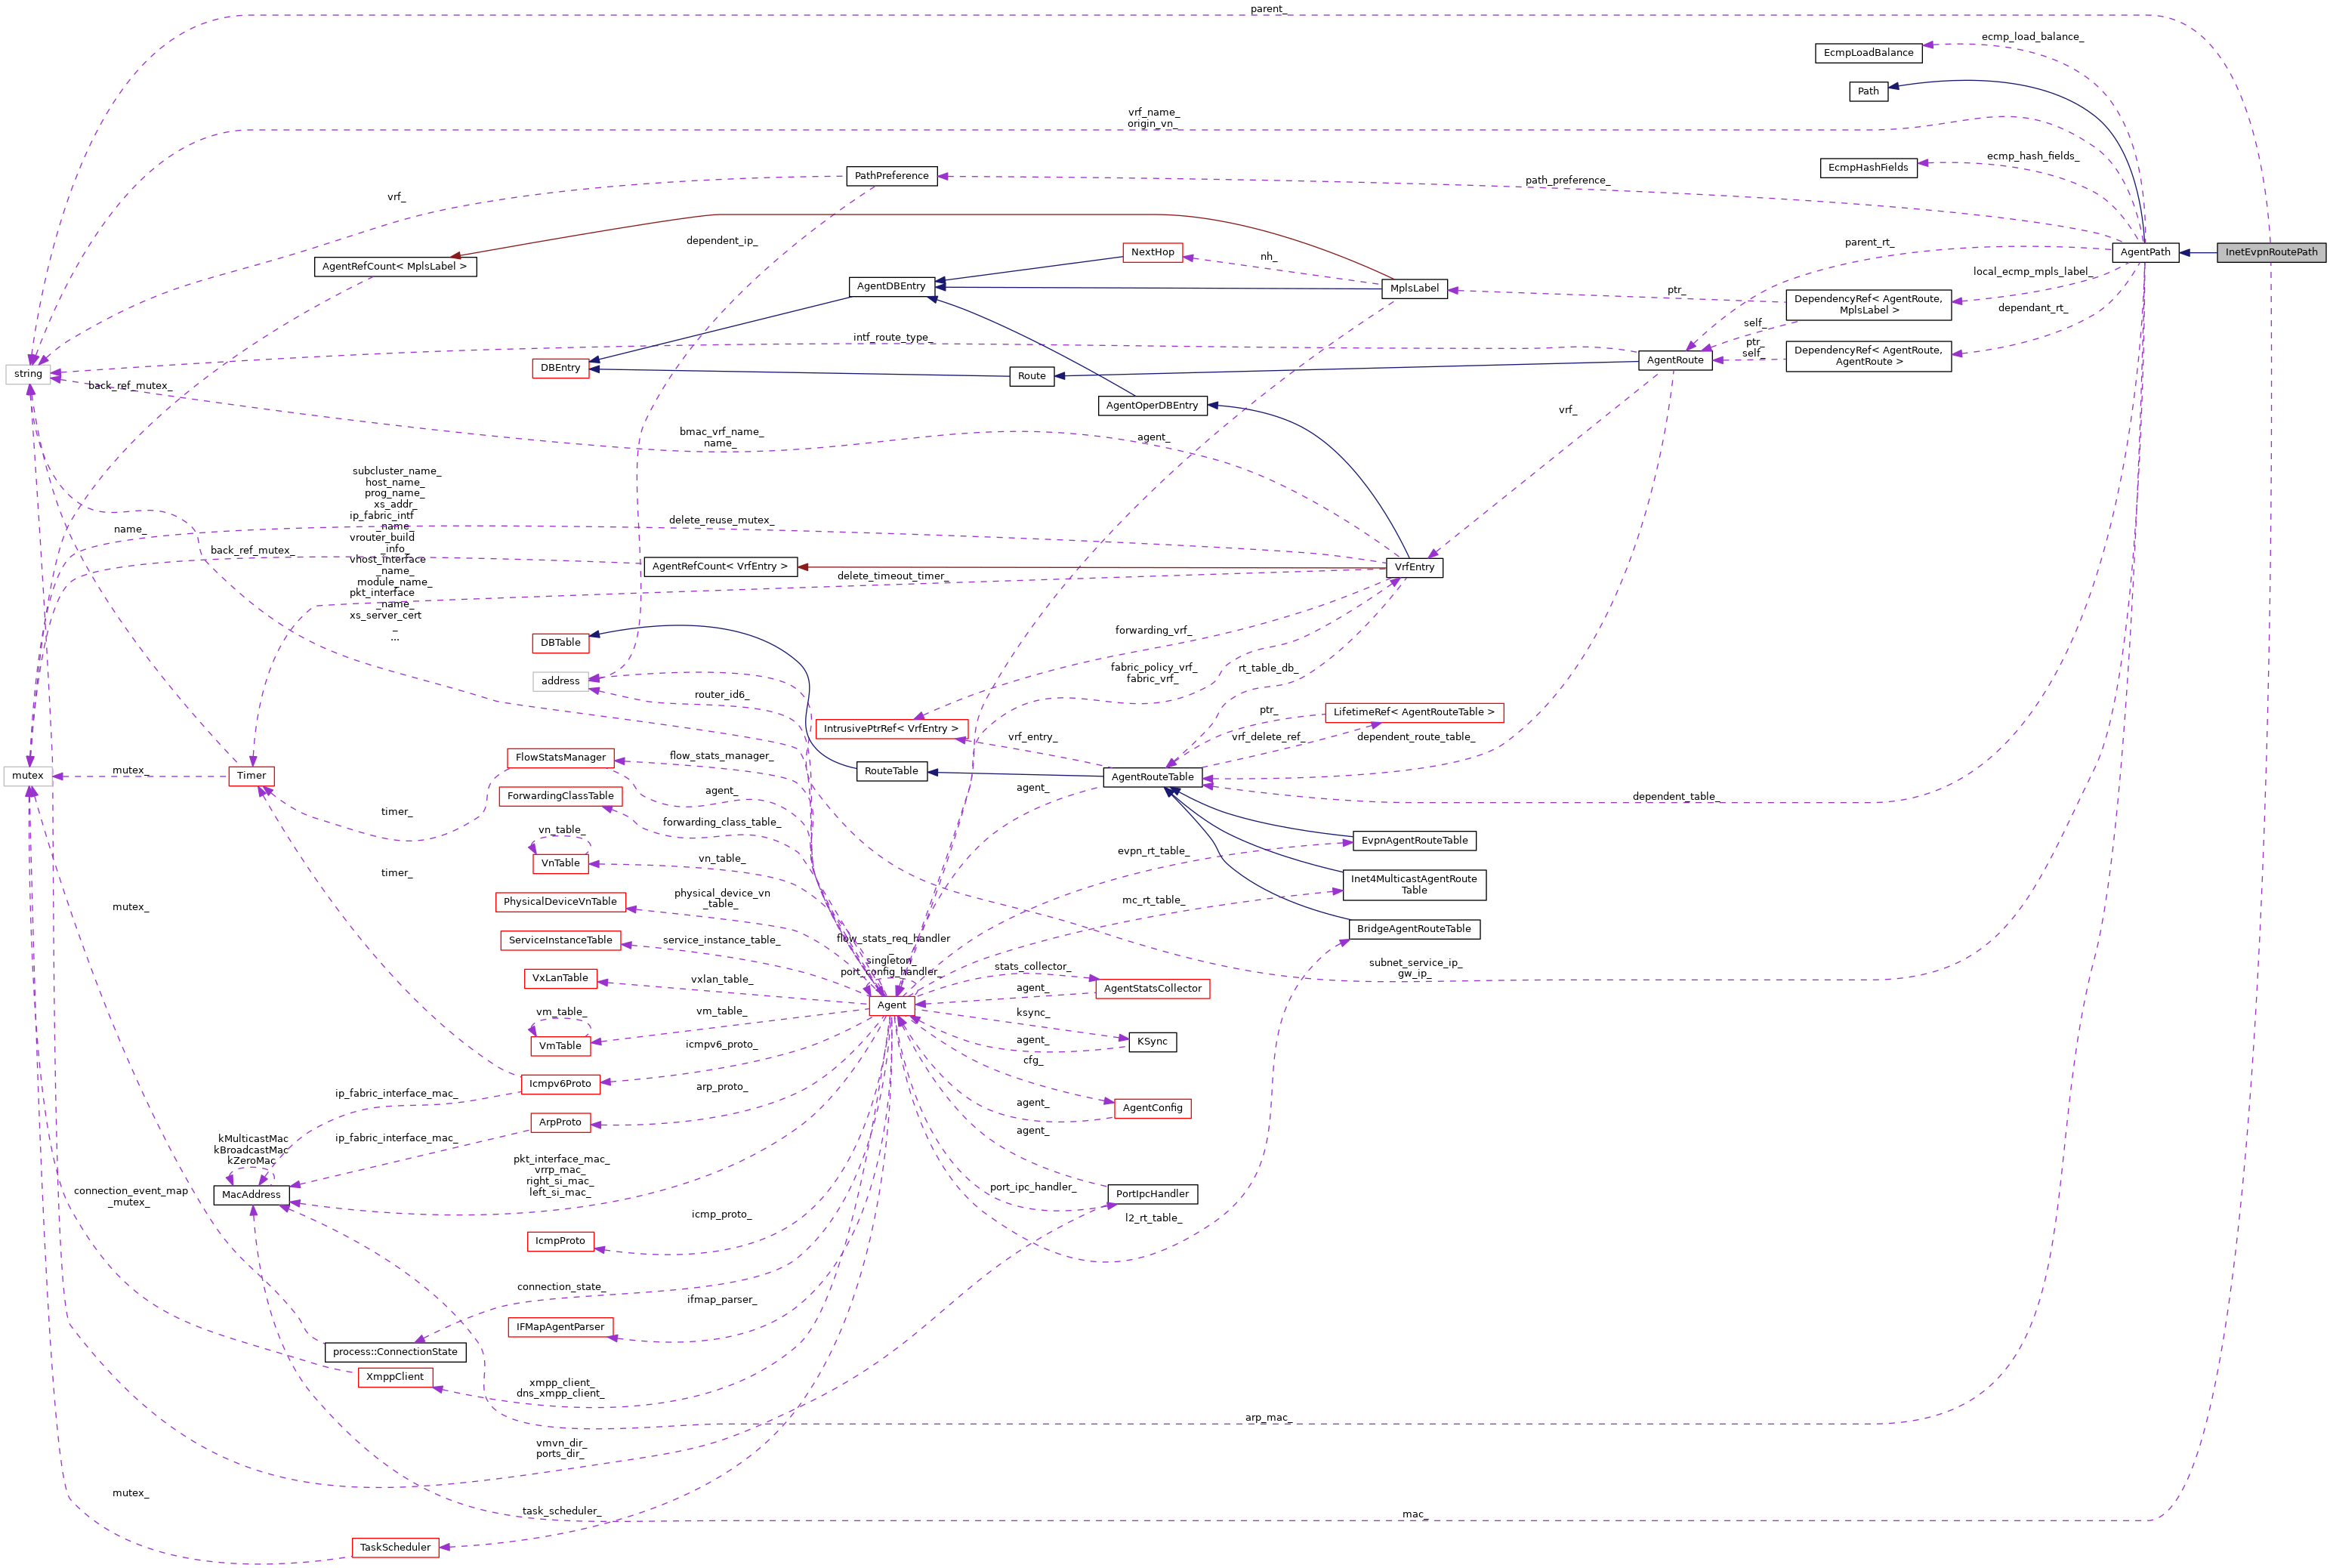 parent_
ecmp_load_balance_
EcmpLoadBalance
Path
vrf_name_
origin_vn_
ecmp_hash_fields_
EcmpHashFields
PathPreference
path_preference_
vrf_
dependent_ip_
parent_rt_
AgentPath
InetEvpnRoutePath
NextHop
nh_
AgentRefCount< MplsLabel >
local_ecmp_mpls_label_
AgentDBEntry
MplsLabel
ptr_
DependencyRef< AgentRoute,
MplsLabel >
dependant_rt_
self_
intf_route_type_
ptr_
self_
DependencyRef< AgentRoute,
AgentRoute >
AgentRoute
DBEntry
Route
string
back_ref_mutex_
AgentOperDBEntry
vrf_
bmac_vrf_name_
name_
agent_
subcluster_name_
host_name_
prog_name_
xs_addr_
ip_fabric_intf
_name_
vrouter_build
_info_
vhost_interface
_name_
module_name_
pkt_interface
_name_
xs_server_cert
_
...
name_
delete_reuse_mutex_
back_ref_mutex_
AgentRefCount< VrfEntry >
VrfEntry
delete_timeout_timer_
forwarding_vrf_
DBTable
address
fabric_policy_vrf_
fabric_vrf_
rt_table_db_
router_id6_
IntrusivePtrRef< VrfEntry >
ptr_
LifetimeRef< AgentRouteTable >
vrf_entry_
vrf_delete_ref_
dependent_route_table_
FlowStatsManager
flow_stats_manager_
RouteTable
AgentRouteTable
mutex
mutex_
Timer
ForwardingClassTable
agent_
agent_
dependent_table_
timer_
forwarding_class_table_
vn_table_
VnTable
vn_table_
evpn_rt_table_
EvpnAgentRouteTable
timer_
Inet4MulticastAgentRoute
Table
PhysicalDeviceVnTable
physical_device_vn
_table_
mc_rt_table_
mutex_
BridgeAgentRouteTable
ServiceInstanceTable
service_instance_table_
flow_stats_req_handler
_
singleton_
port_config_handler_
subnet_service_ip_
gw_ip_
VxLanTable
vxlan_table_
stats_collector_
agent_
AgentStatsCollector
Agent
vm_table_
VmTable
vm_table_
ksync_
agent_
KSync
icmpv6_proto_
cfg_
Icmpv6Proto
ip_fabric_interface_mac_
arp_proto_
agent_
AgentConfig
ArpProto
ip_fabric_interface_mac_
agent_
kMulticastMac
kBroadcastMac
kZeroMac
MacAddress
pkt_interface_mac_
vrrp_mac_
right_si_mac_
left_si_mac_
port_ipc_handler_
PortIpcHandler
connection_event_map
_mutex_
icmp_proto_
l2_rt_table_
IcmpProto
connection_state_
ifmap_parser_
IFMapAgentParser
process::ConnectionState
XmppClient
xmpp_client_
dns_xmpp_client_
arp_mac_
vmvn_dir_
ports_dir_
mutex_
task_scheduler_
mac_
TaskScheduler